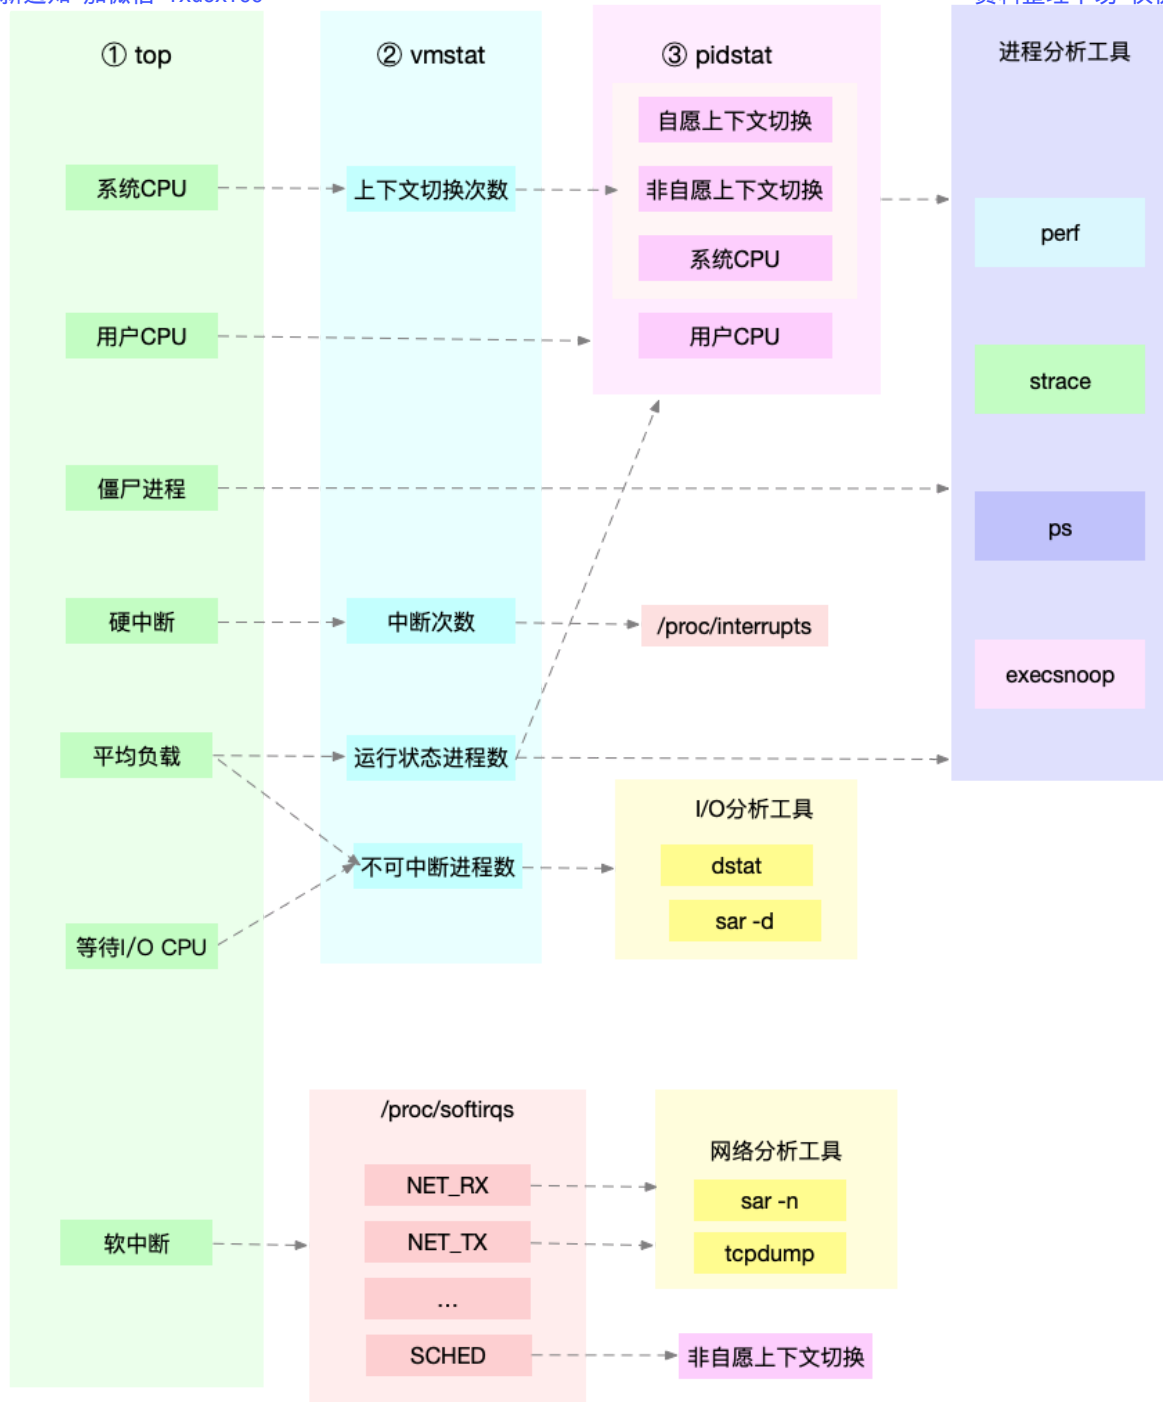 ① top
② vmstat
③ pidstat
进程分析工具
自愿上下文切换
系统CPU
上下文切换次数
非自愿上下文切换
perf
系统CPU
用户CPU
用户CPU
strace
僵尸进程
ps
硬中断
中断次数
/proc/interrupts
execsnoop
平均负载
运行状态进程数
I/O分析工具
不可中断进程数
dstat
sar -d
等待I/O CPU
/proc/softirqs
网络分析工具
NET_RX
sar -n
软中断
NET_TX
tcpdump
...
SCHED
非自愿上下文切换